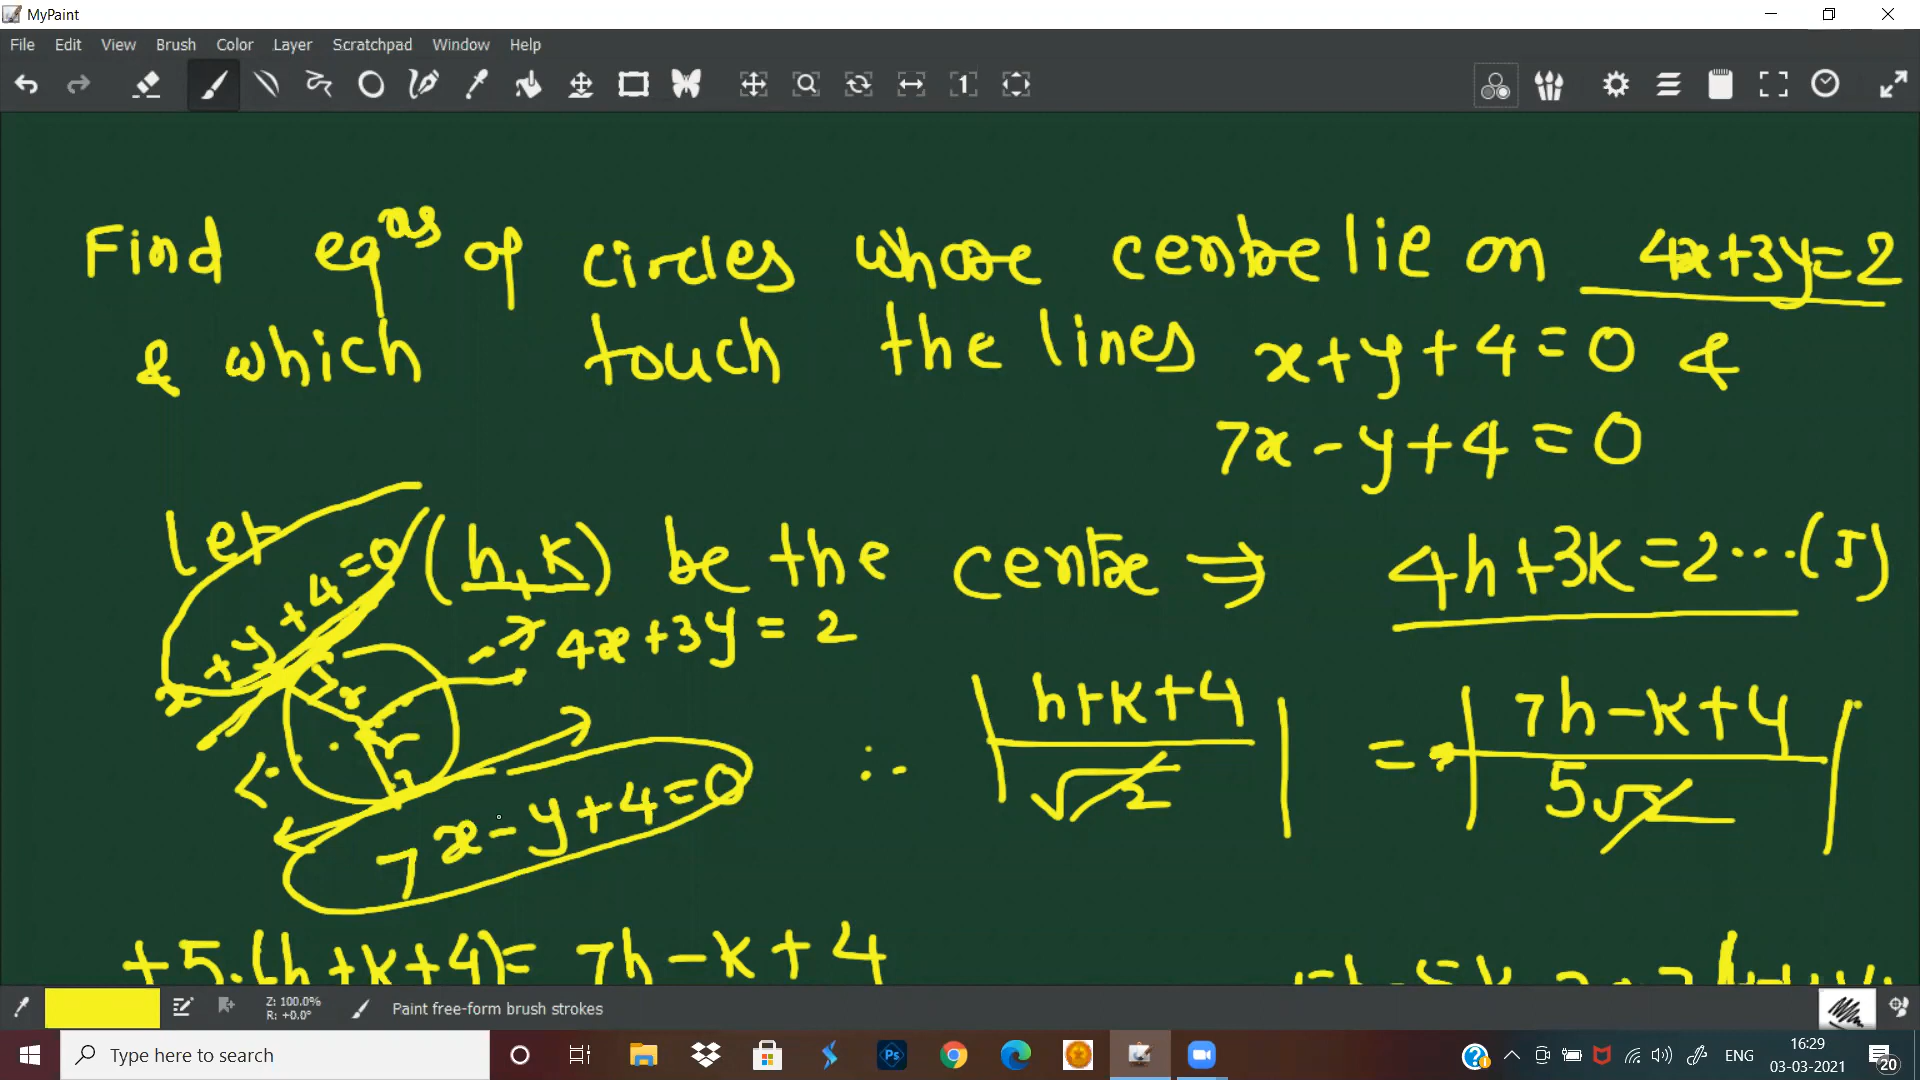 MyPaint
File Edit View Brush Color Layer Scratchpad Window Help
Find eqns of circles whose centre lie on 4x+3y=2
& which touch the lines x+y+4=0 &
7x-y+4=0
Let (h,k) be the centre ⇒ 4h+3k=2...(I)
x+y+4=0
4x+3y=2
r
r
7x-y+4=0
∴ |h+k+4/√2| = |7h-k+4/5√2|
+5.(h+k+4)= 7h-k+4
Z: 100.0%
R: +0.0°
Paint free-form brush strokes
Type here to search
Ps
ENG
16:29
03-03-2021
20